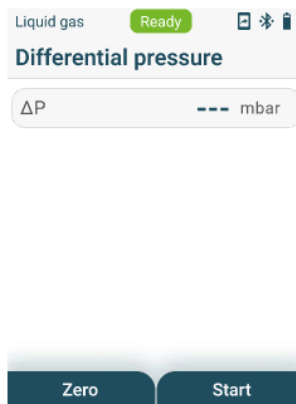 Liquid gas Ready
Differential pressure
ΔP --- mbar
Zero Start